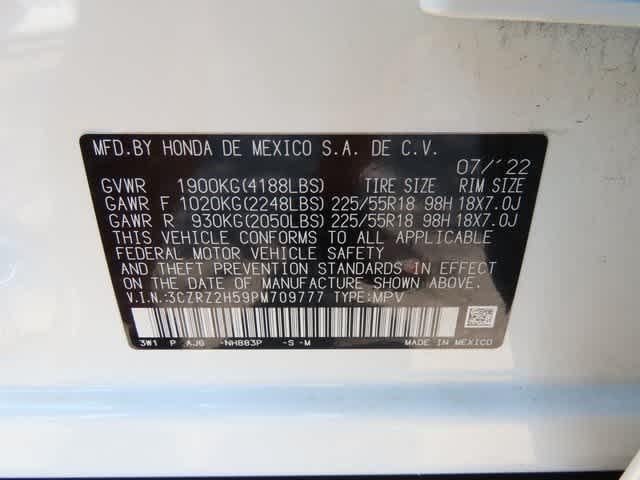 MFD.BY HONDA DE MEXICO S.A. DE C.V.
07/'22
GVWR 1900KG(4188LBS) TIRE SIZE RIM SIZE
GAWR F 1020KG(2248LBS) 225/55R18 98H 18X7.0J
GAWR R 930KG(2050LBS) 225/55R18 98H 18X7.0J
THIS VEHICLE CONFORMS TO ALL APPLICABLE
FEDERAL MOTOR VEHICLE SAFETY
AND THEFT PREVENTION STANDARDS IN EFFECT
ON THE DATE OF MANUFACTURE SHOWN ABOVE.
V.I.N.:3CZRZ2H59PM709777 TYPE:MPV
3W1 P AJ6 -NH883P -S -M MADE IN MEXICO